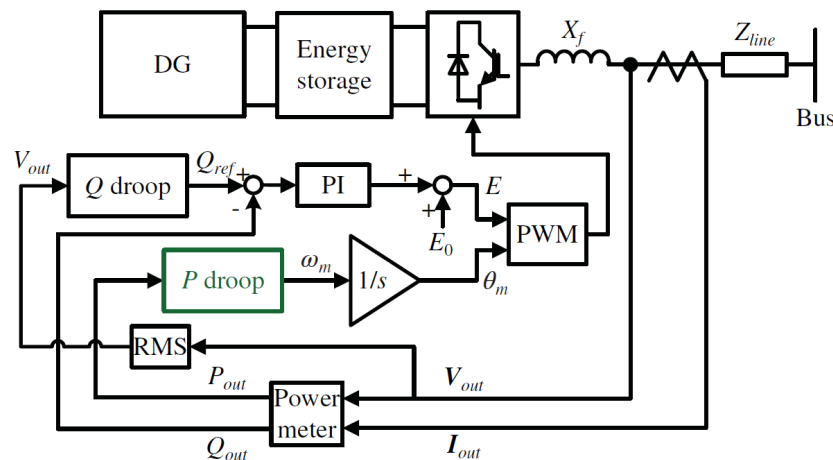 DG
Energy
storage
X_f
Z_line
Bus
V_out
Q droop
Q_ref
+
-
PI
+
+
E
E_0
PWM
P droop
ω_m
1/s
θ_m
RMS
P_out
Power
meter
V_out
Q_out
I_out